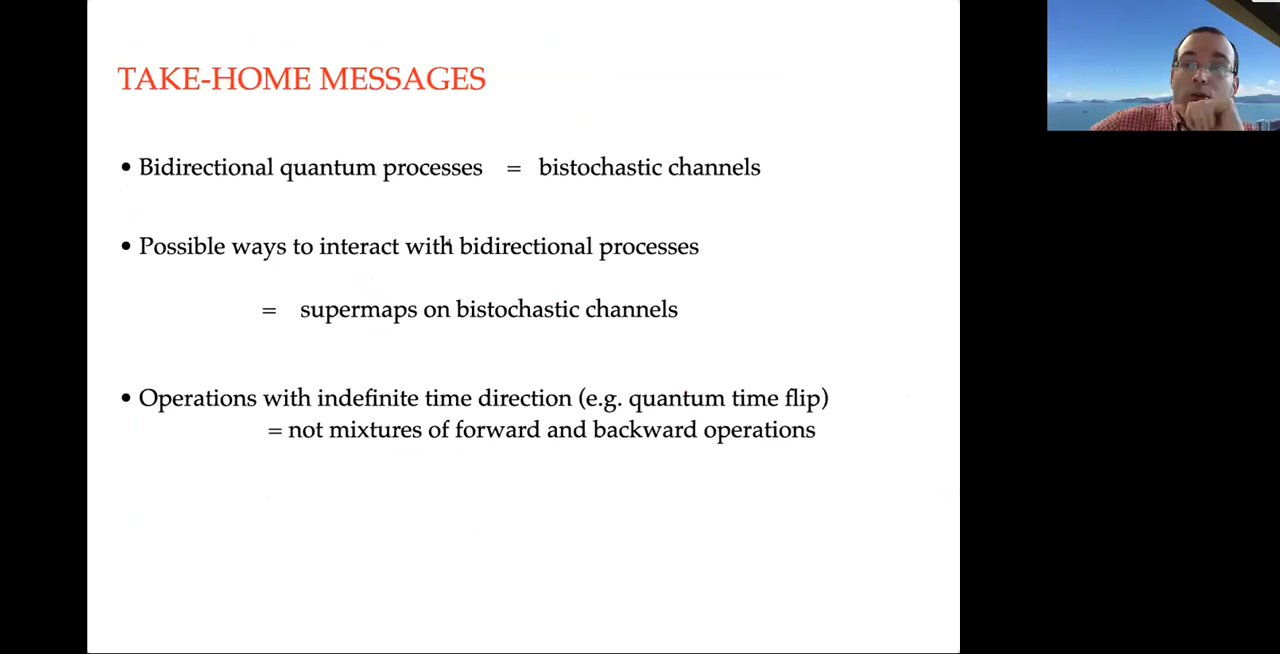 TAKE-HOME MESSAGES
• Bidirectional quantum processes = bistochastic channels
• Possible ways to interact with bidirectional processes
= supermaps on bistochastic channels
• Operations with indefinite time direction (e.g. quantum time flip)
= not mixtures of forward and backward operations